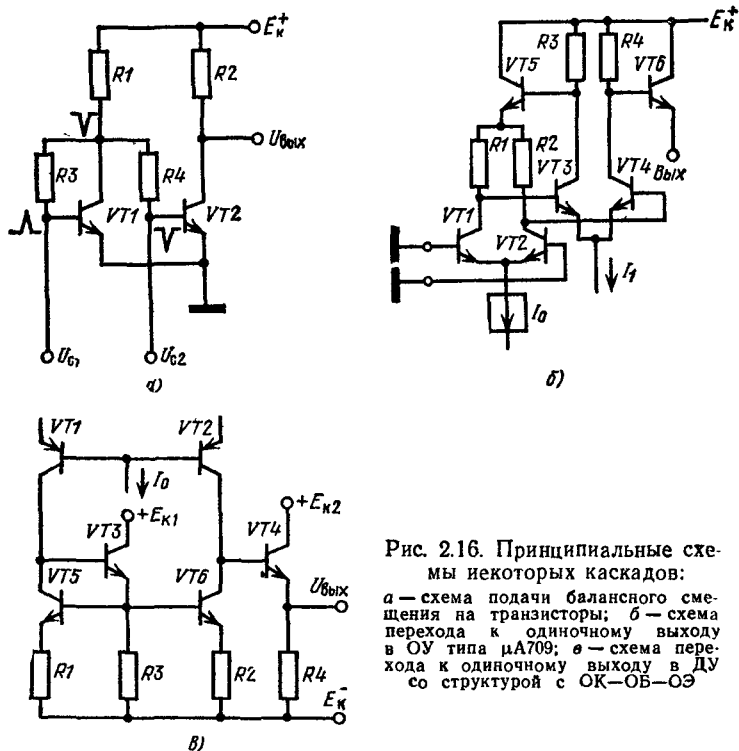 E⁺к
R1
R2
Uвых
R3
R4
VT1
VT2
Uс1
Uс2
а)
E⁺к
R3
R4
VT5
VT6
R1
R2
VT3
VT4
Вых
VT1
VT2
I₁
I₀
б)
VT1
VT2
I₀
+Eк1
+Eк2
VT3
VT4
VT5
VT6
Uвых
R1
R3
R2
R4
E⁻к
в)
Рис. 2.16. Принципиальные схе-
мы некоторых каскадов:
а — схема подачи балансного сме-
щения на транзисторы; б — схема
перехода к одиночному выходу
в ОУ типа μА709; в — схема пере-
хода к одиночному выходу в ДУ
со структурой с ОК—ОБ—ОЭ